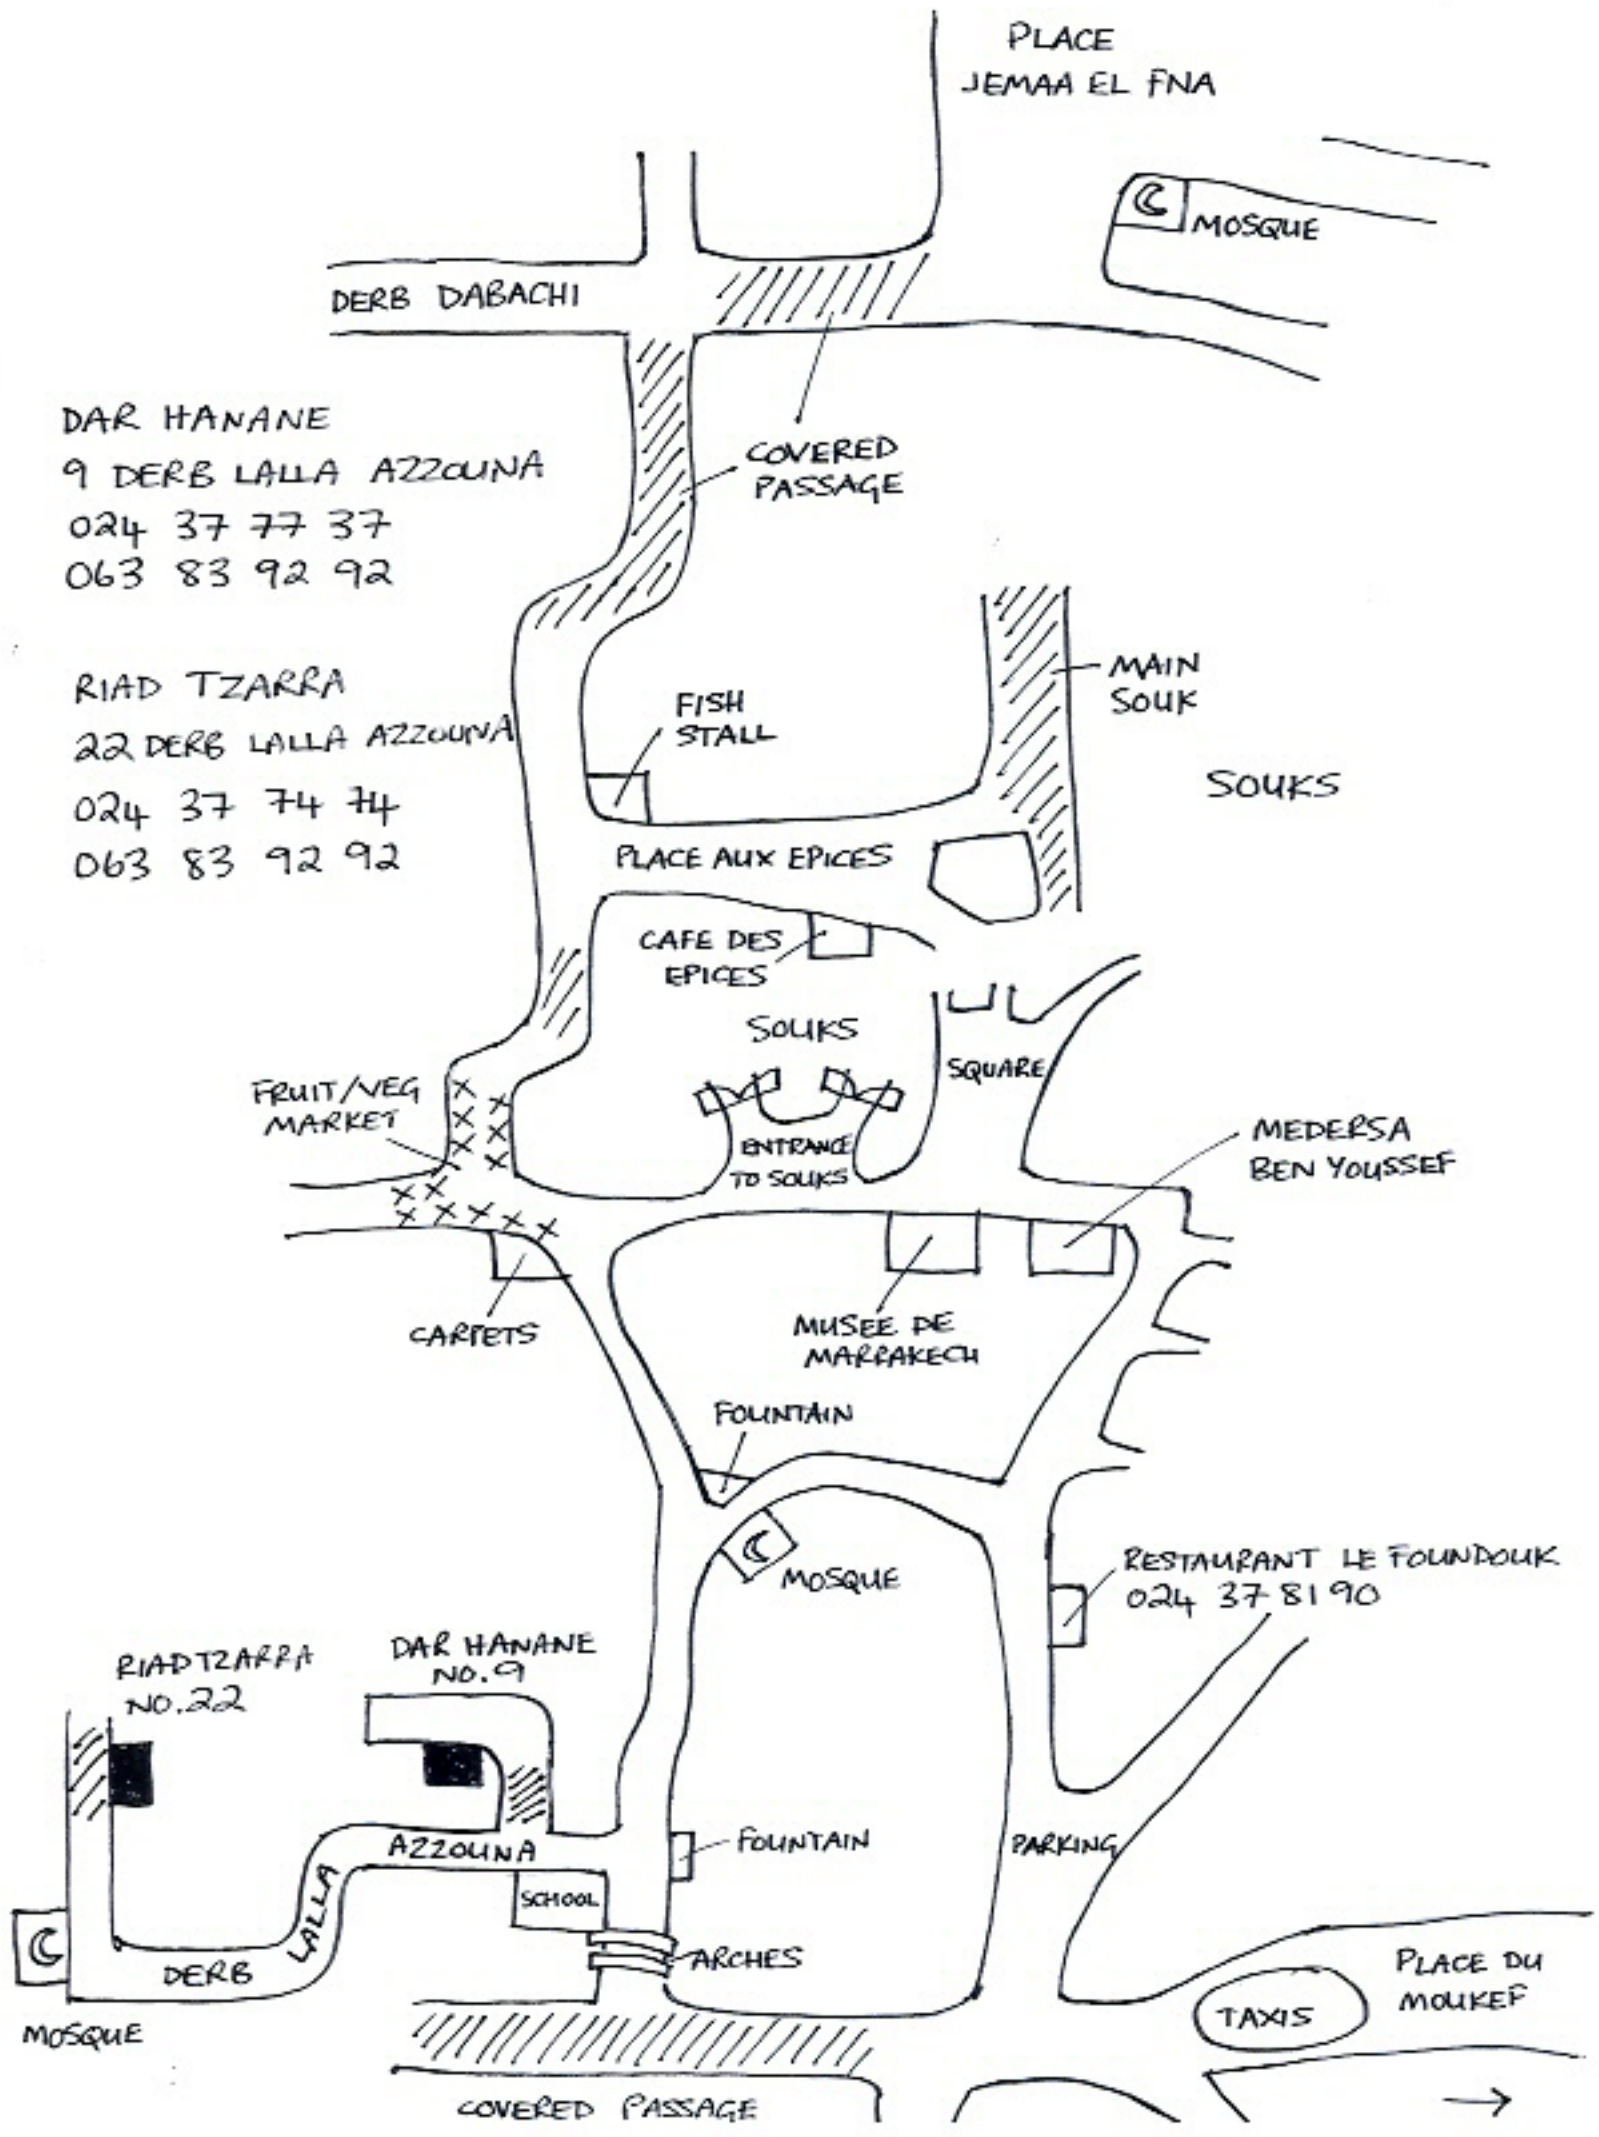 PLACE
JEMAA EL FNA
MOSQUE
DERB DABACHI
COVERED
PASSAGE
DAR HANANE
9 DERB LALLA AZZOUNA
024 37 77 37
063 83 92 92
RIAD TZARRA
22 DERB LALLA AZZOUNA
024 37 74 74
063 83 92 92
FISH
STALL
MAIN
SOUK
SOUKS
PLACE AUX EPICES
CAFE DES
EPICES
SOUKS
SQUARE
FRUIT/VEG
MARKET
ENTRANCE
TO SOUKS
MEDERSA
BEN YOUSSEF
CARPETS
MUSEE DE
MARRAKECH
FOUNTAIN
MOSQUE
RESTAURANT LE FOUNDOUK
024 37 81 90
RIAD TZARRA
NO.22
DAR HANANE
NO.9
AZZOUNA
FOUNTAIN
PARKING
SCHOOL
LALLA
DERB
ARCHES
MOSQUE
PLACE DU
MOUKEF
TAXIS
COVERED PASSAGE